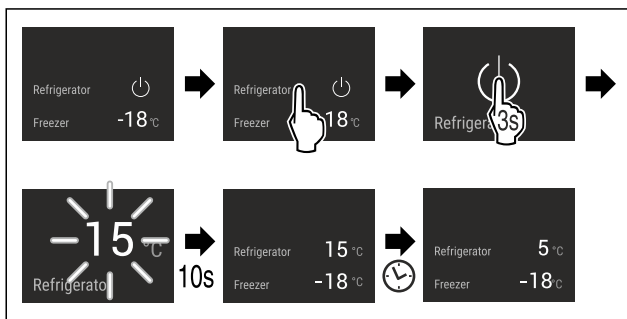 Refrigerator
Freezer -18 °C
Refrigerator
Freezer 18 °C
Refrigera 3s
15 °C
Refrigerato
10s
Refrigerator 15 °C
Freezer -18 °C
Refrigerator 5 °C
Freezer -18 °C